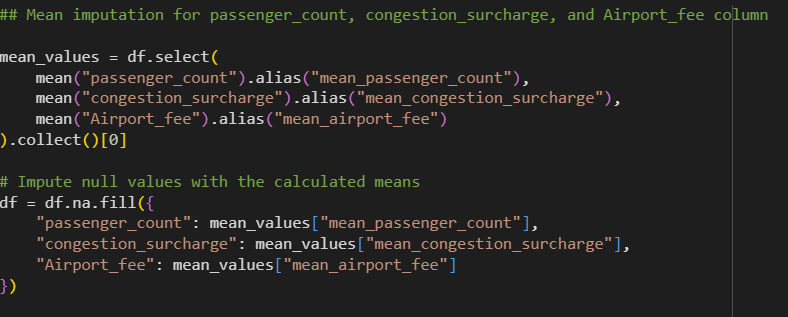 ## Mean imputation for passenger_count, congestion_surcharge, and Airport_fee column
mean_values = df.select(
    mean("passenger_count").alias("mean_passenger_count"),
    mean("congestion_surcharge").alias("mean_congestion_surcharge"),
    mean("Airport_fee").alias("mean_airport_fee")
).collect()[0]
# Impute null values with the calculated means
df = df.na.fill({
    "passenger_count": mean_values["mean_passenger_count"],
    "congestion_surcharge": mean_values["mean_congestion_surcharge"],
    "Airport_fee": mean_values["mean_airport_fee"]
})